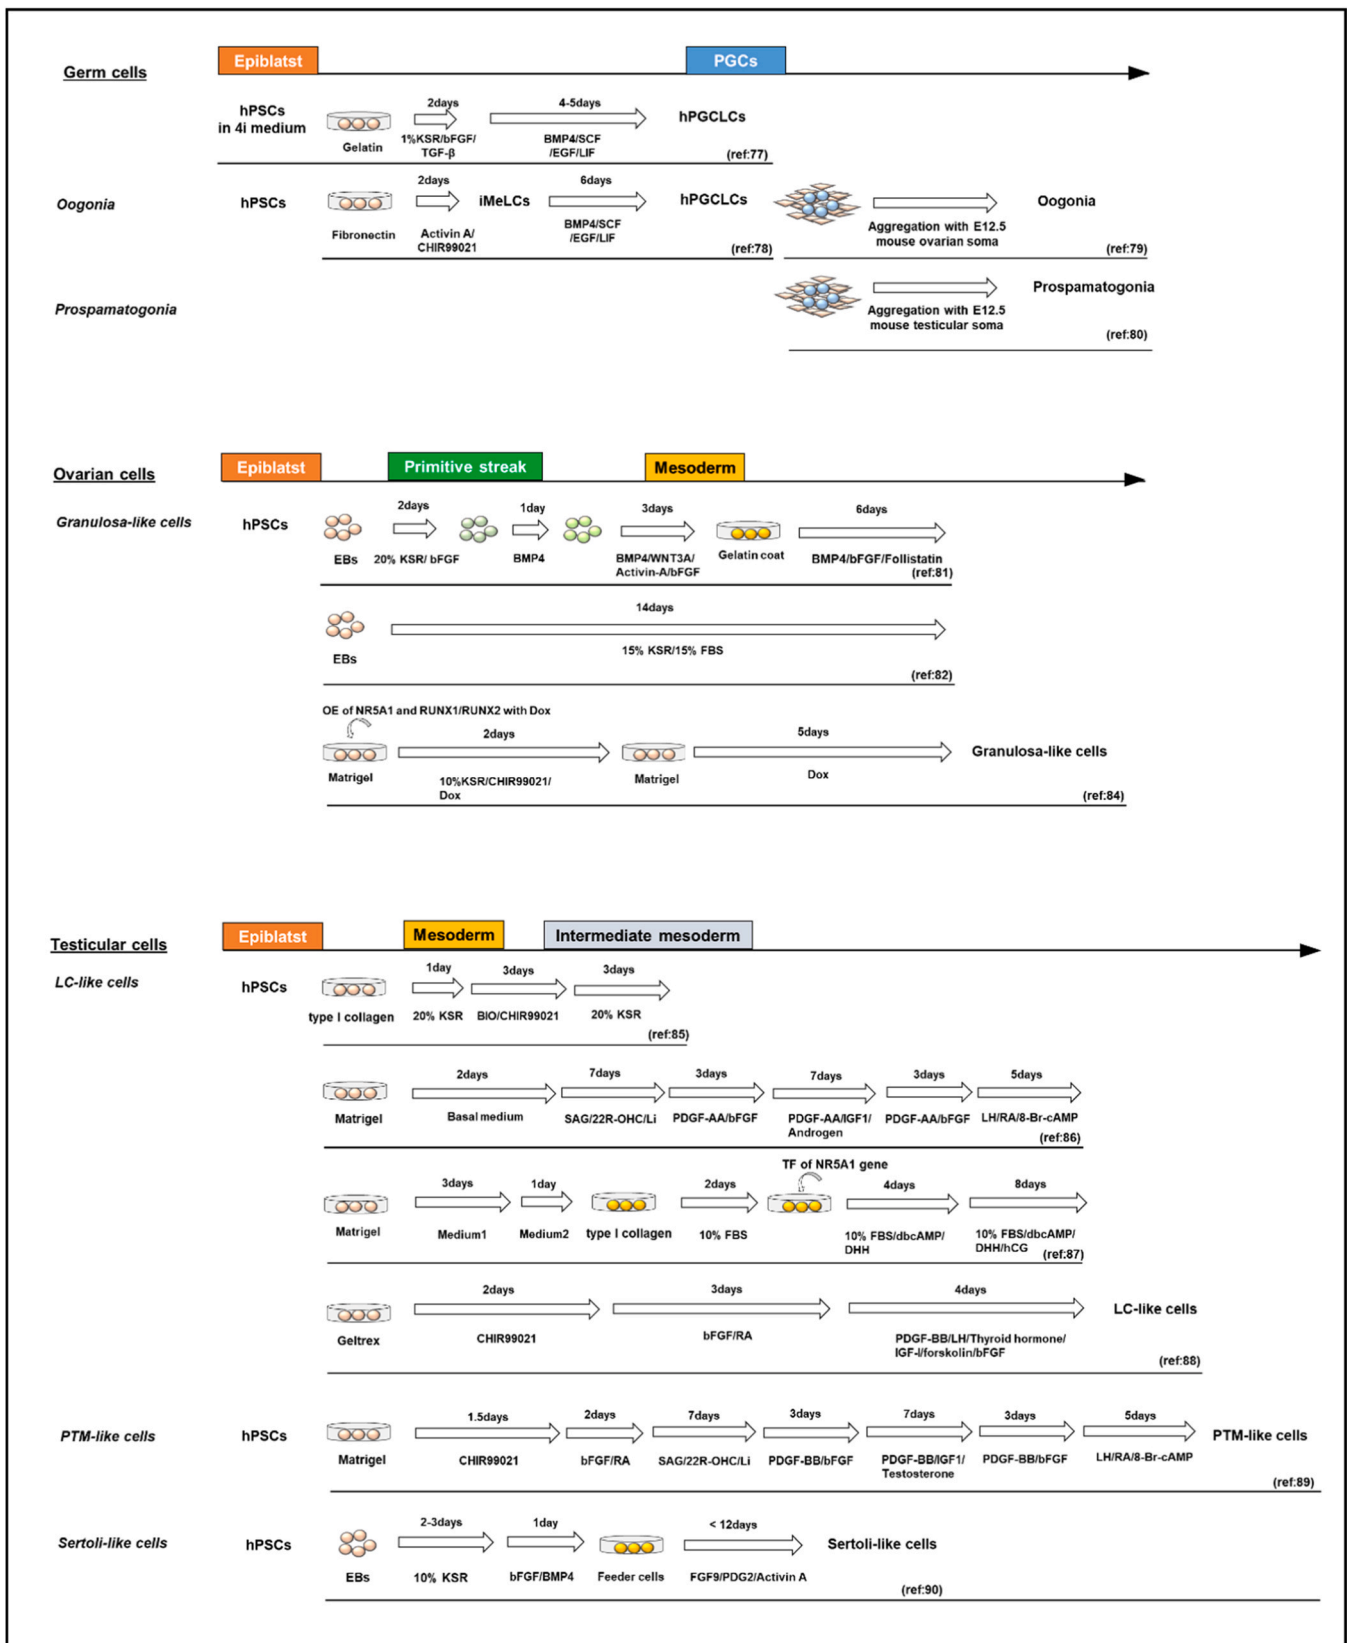 Germ cells
Epiblatst
PGCs
hPSCs
in 4i medium
Gelatin
2days
1%KSR/bFGF/
TGF-β
4-5days
BMP4/SCF
/EGF/LIF
hPGCLCs
(ref:77)
Oogonia
hPSCs
Fibronectin
2days
Activin A/
CHIR99021
iMeLCs
6days
BMP4/SCF
/EGF/LIF
hPGCLCs
(ref:78)
Aggregation with E12.5
mouse ovarian soma
Oogonia
(ref:79)
Prospamatogonia
Aggregation with E12.5
mouse testicular soma
Prospamatogonia
(ref:80)
Ovarian cells
Epiblatst
Primitive streak
Mesoderm
Granulosa-like cells
hPSCs
EBs
2days
20% KSR/ bFGF
1day
BMP4
3days
BMP4/WNT3A/
Activin-A/bFGF
Gelatin coat
6days
BMP4/bFGF/Follistatin
(ref:81)
EBs
14days
15% KSR/15% FBS
(ref:82)
OE of NR5A1 and RUNX1/RUNX2 with Dox
Matrigel
2days
10%KSR/CHIR99021/
Dox
Matrigel
5days
Dox
Granulosa-like cells
(ref:84)
Testicular cells
Epiblatst
Mesoderm
Intermediate mesoderm
LC-like cells
hPSCs
type I collagen
1day
20% KSR
3days
BIO/CHIR99021
3days
20% KSR
(ref:85)
Matrigel
2days
Basal medium
7days
SAG/22R-OHC/Li
3days
PDGF-AA/bFGF
7days
PDGF-AA/IGF1/
Androgen
3days
PDGF-AA/bFGF
5days
LH/RA/8-Br-cAMP
(ref:86)
Matrigel
3days
Medium1
1day
Medium2
type I collagen
2days
10% FBS
TF of NR5A1 gene
4days
10% FBS/dbcAMP/
DHH
8days
10% FBS/dbcAMP/
DHH/hCG
(ref:87)
Geltrex
2days
CHIR99021
3days
bFGF/RA
4days
PDGF-BB/LH/Thyroid hormone/
IGF-I/forskolin/bFGF
LC-like cells
(ref:88)
PTM-like cells
hPSCs
Matrigel
1.5days
CHIR99021
2days
bFGF/RA
7days
SAG/22R-OHC/Li
3days
PDGF-BB/bFGF
7days
PDGF-BB/IGF1/
Testosterone
3days
PDGF-BB/bFGF
5days
LH/RA/8-Br-cAMP
PTM-like cells
(ref:89)
Sertoli-like cells
hPSCs
EBs
2-3days
10% KSR
1day
bFGF/BMP4
Feeder cells
< 12days
FGF9/PDG2/Activin A
Sertoli-like cells
(ref:90)